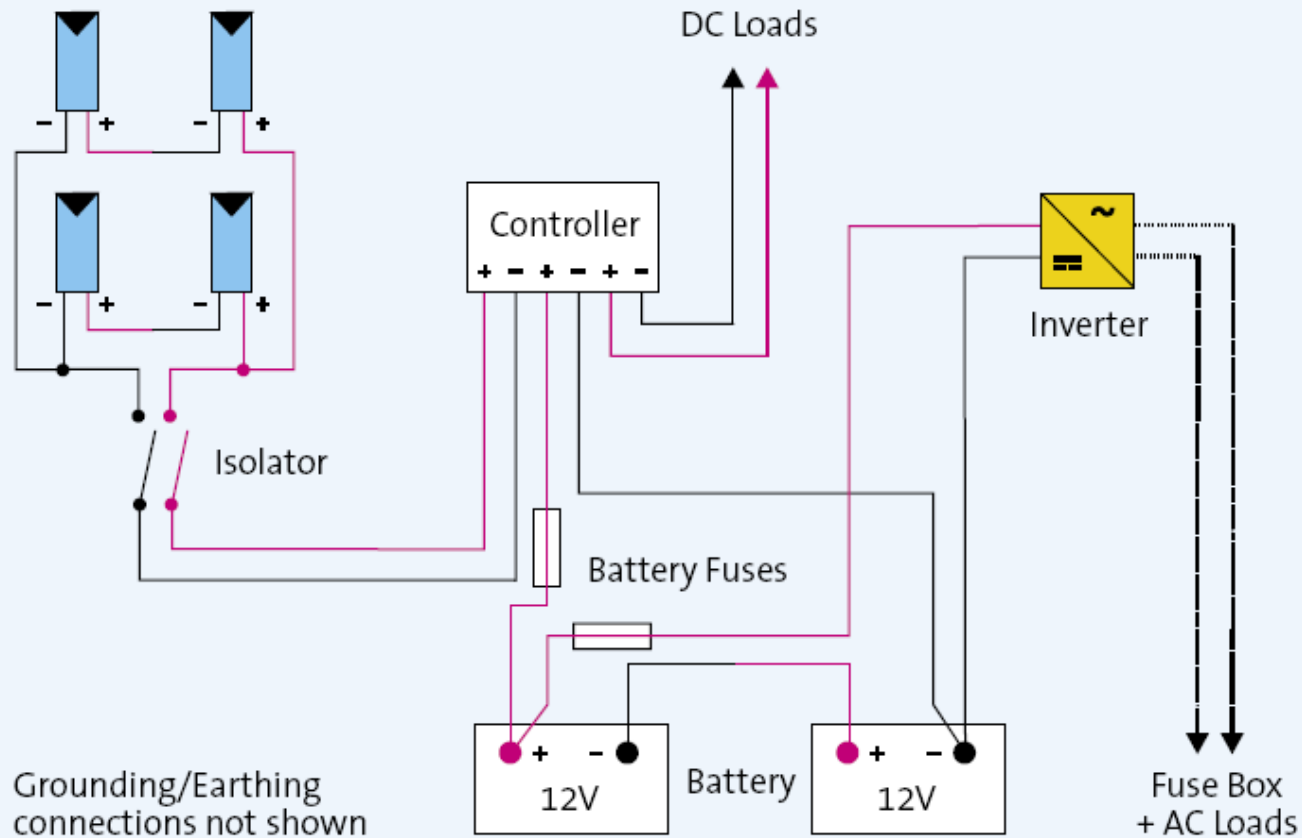 DC Loads
- + - +
- + - +
Controller
+ - + - + -
~
Inverter
Isolator
Battery Fuses
+ -
+ -
12V
Battery
12V
Grounding/Earthing
connections not shown
Fuse Box
+ AC Loads